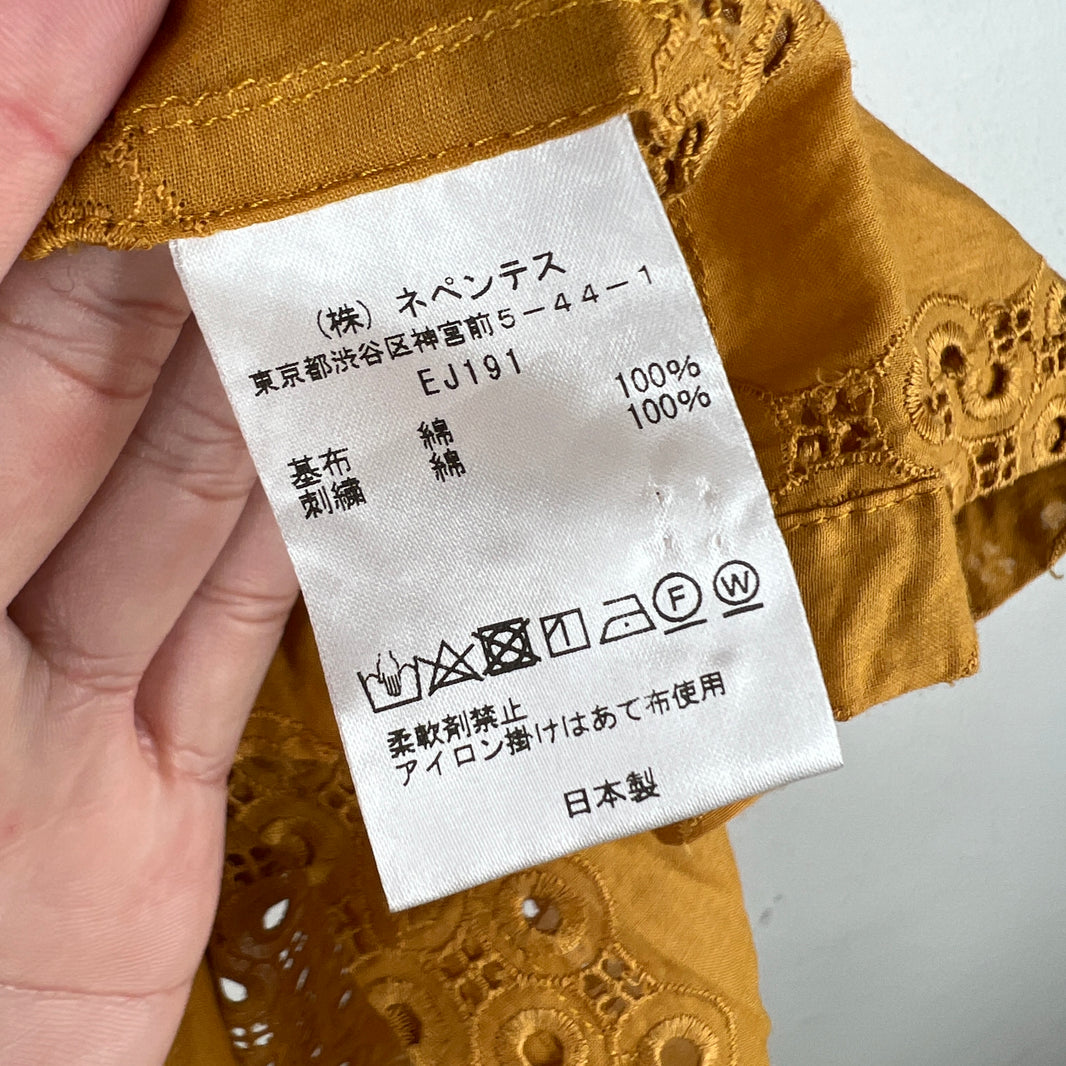 （株）ネペンテス
東京都渋谷区神宮前5-44-1
EJ191
基布 綿 100%
刺繍 綿 100%
F W
柔軟剤禁止
アイロン掛けはあて布使用
日本製